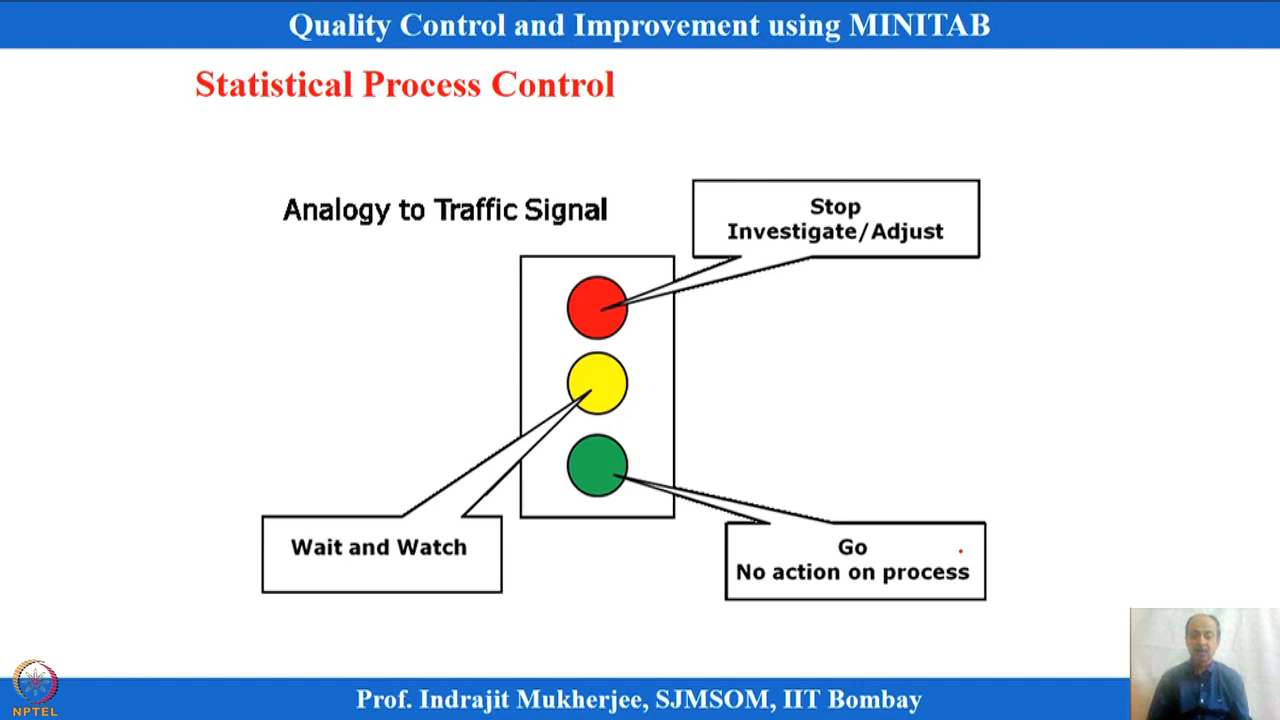 Quality Control and Improvement using MINITAB
Statistical Process Control
Analogy to Traffic Signal
Stop
Investigate/Adjust
Wait and Watch
Go
No action on process
NPTEL
Prof. Indrajit Mukherjee, SJMSOM, IIT Bombay